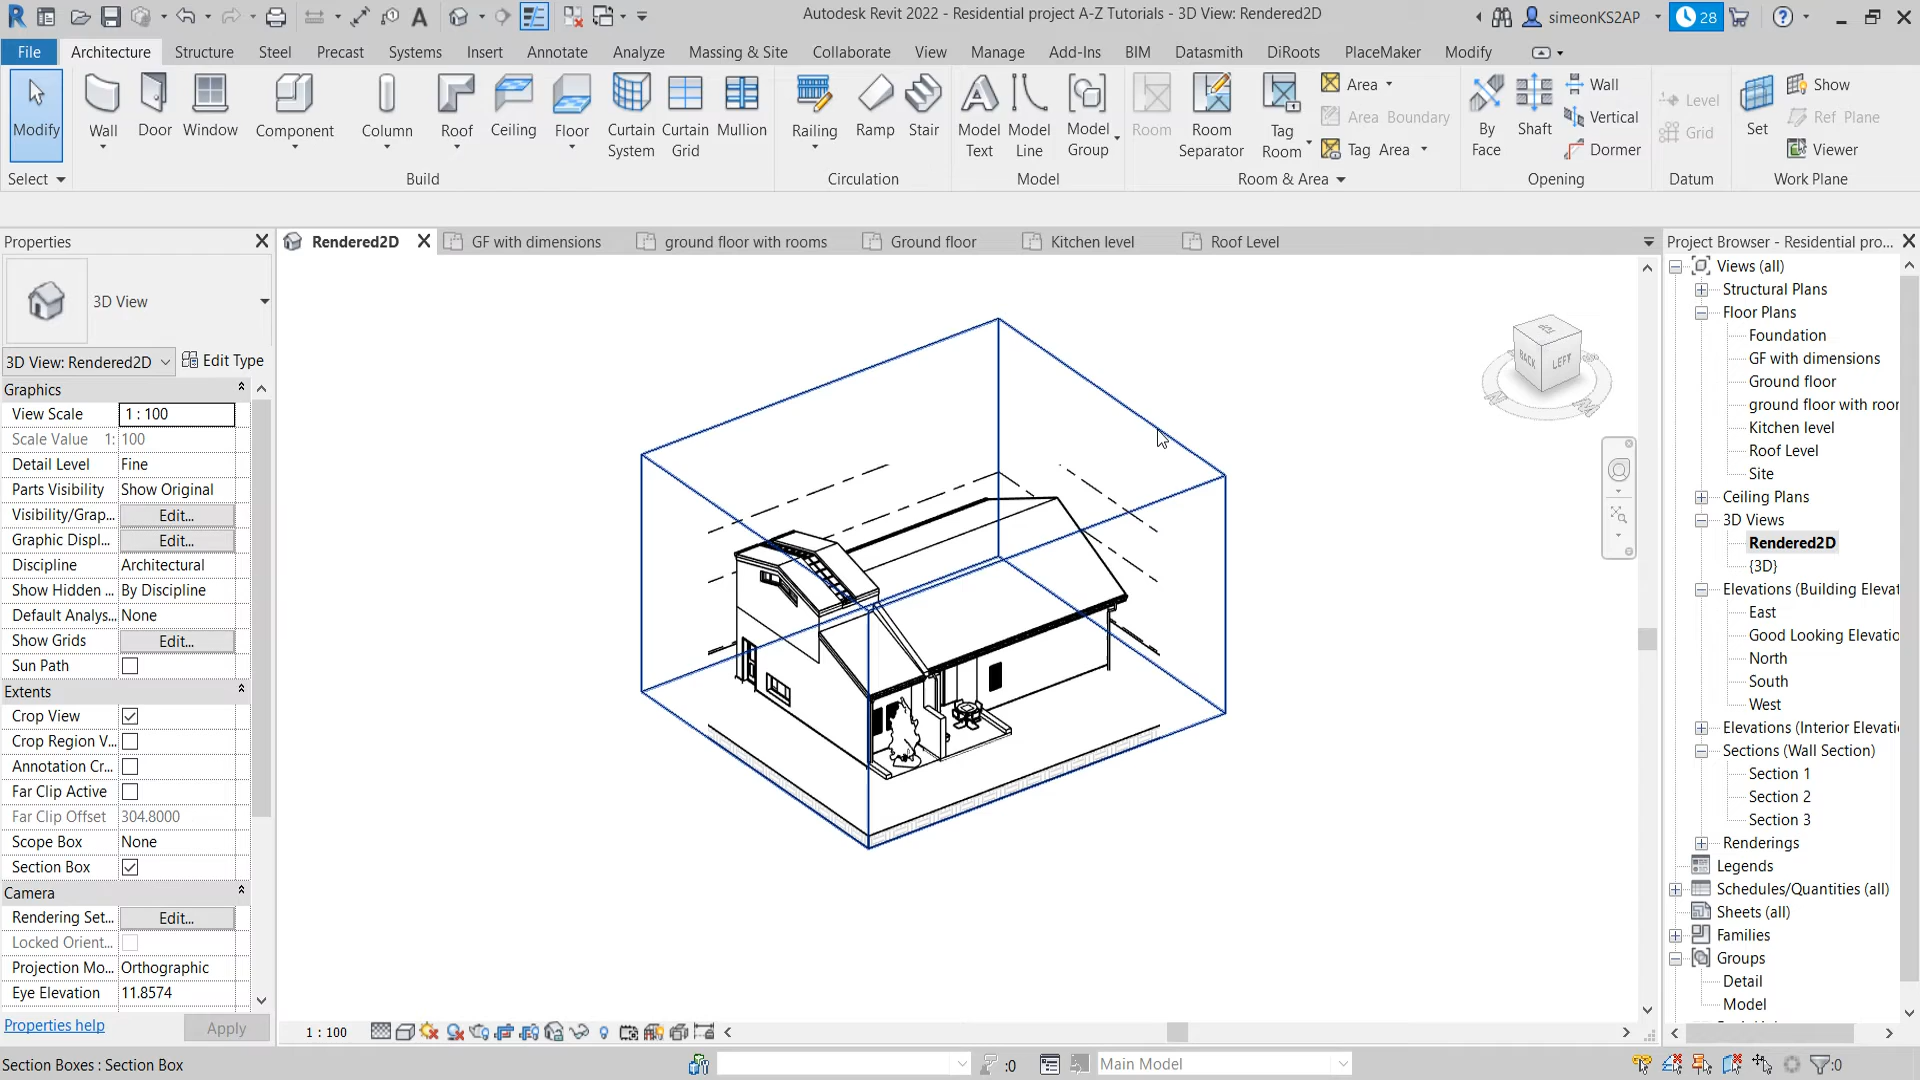 Autodesk Revit 2022 - Residential project A-Z Tutorials - 3D View: Rendered2D
simeonKS2AP
28
File
Architecture
Structure
Steel
Precast
Systems
Insert
Annotate
Analyze
Massing & Site
Collaborate
View
Manage
Add-Ins
BIM
Datasmith
DiRoots
PlaceMaker
Modify
Modify
Wall
Door
Window
Component
Column
Roof
Ceiling
Floor
Curtain System
Curtain Grid
Mullion
Railing
Ramp
Stair
Model Text
Model Line
Model Group
Room
Room Separator
Tag Room
Area
Area Boundary
Tag Area
By Face
Shaft
Wall
Vertical
Dormer
Level
Grid
Set
Show
Ref Plane
Viewer
Select
Build
Circulation
Model
Room & Area
Opening
Datum
Work Plane
Properties
Rendered2D
GF with dimensions
ground floor with rooms
Ground floor
Kitchen level
Roof Level
Project Browser - Residential pro...
3D View
3D View: Rendered2D
Edit Type
Graphics
View Scale 1 : 100
Scale Value 1: 100
Detail Level Fine
Parts Visibility Show Original
Visibility/Grap... Edit...
Graphic Displ... Edit...
Discipline Architectural
Show Hidden ... By Discipline
Default Analys... None
Show Grids Edit...
Sun Path
Extents
Crop View
Crop Region V...
Annotation Cr...
Far Clip Active
Far Clip Offset 304.8000
Scope Box None
Section Box
Camera
Rendering Set... Edit...
Locked Orient...
Projection Mo... Orthographic
Eye Elevation 11.8574
Properties help
Apply
TOP
BACK
LEFT
Views (all)
Structural Plans
Floor Plans
Foundation
GF with dimensions
Ground floor
ground floor with roor
Kitchen level
Roof Level
Site
Ceiling Plans
3D Views
Rendered2D
{3D}
Elevations (Building Elevat
East
Good Looking Elevatio
North
South
West
Elevations (Interior Elevati
Sections (Wall Section)
Section 1
Section 2
Section 3
Renderings
Legends
Schedules/Quantities (all)
Sheets (all)
Families
Groups
Detail
Model
1 : 100
Section Boxes : Section Box
:0
Main Model
:0